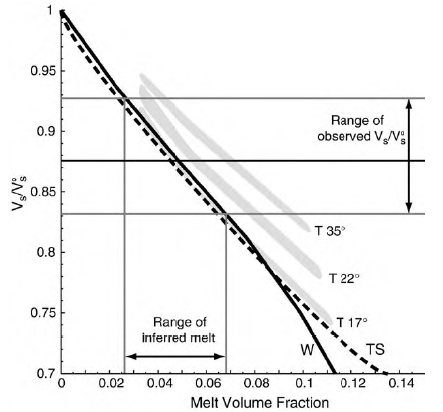 1
0.95
0.9
0.85
0.8
0.75
0.7
Vs/Vs°
Range of
observed Vs/Vs°
T 35°
T 22°
T 17°
Range of
inferred melt
W
TS
0 0.02 0.04 0.06 0.08 0.1 0.12 0.14
Melt Volume Fraction